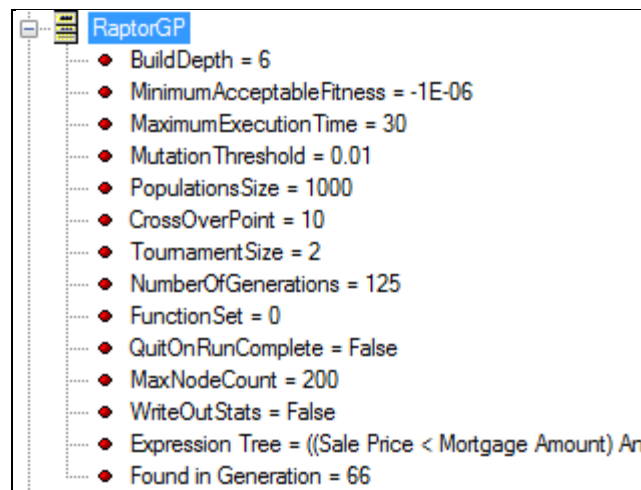 RaptorGP
BuildDepth = 6
MinimumAcceptableFitness = -1E-06
MaximumExecutionTime = 30
MutationThreshold = 0.01
PopulationsSize = 1000
CrossOverPoint = 10
TournamentSize = 2
NumberOfGenerations = 125
FunctionSet = 0
QuitOnRunComplete = False
MaxNodeCount = 200
WriteOutStats = False
Expression Tree = ((Sale Price < Mortgage Amount) An
Found in Generation = 66